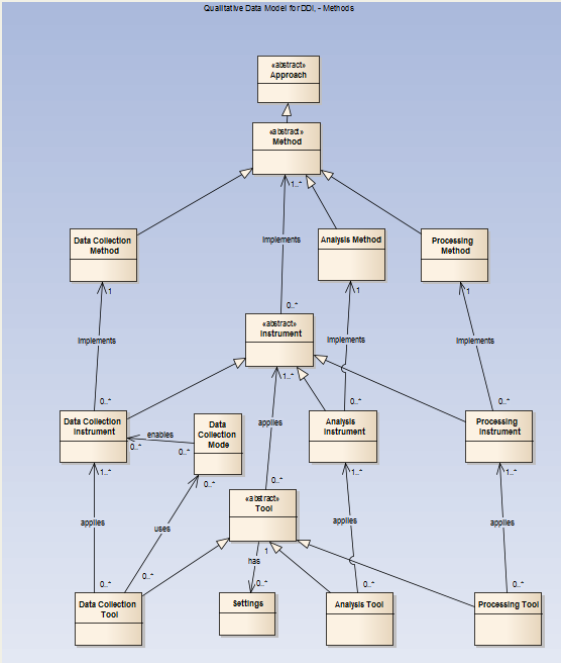 Qualitative Data Model for DDI, - Methods
«abstract»
Approach
«abstract»
Method
1..*
Data Collection
Method
Implements
Analysis Method
Processing
Method
1
1
1
0..*
«abstract»
Instrument
Implements
Implements
Implements
1..*
0..*
0..*
0..*
Data Collection
Instrument
enables
0..*
0..*
Data
Collection
Mode
applies
Analysis
Instrument
Processing
Instrument
1..*
0..*
0..*
1..*
1..*
«abstract»
Tool
applies
uses
applies
applies
1
has
0..*
0..*
0..*
0..*
0..*
Data Collection
Tool
Settings
Analysis Tool
Processing Tool